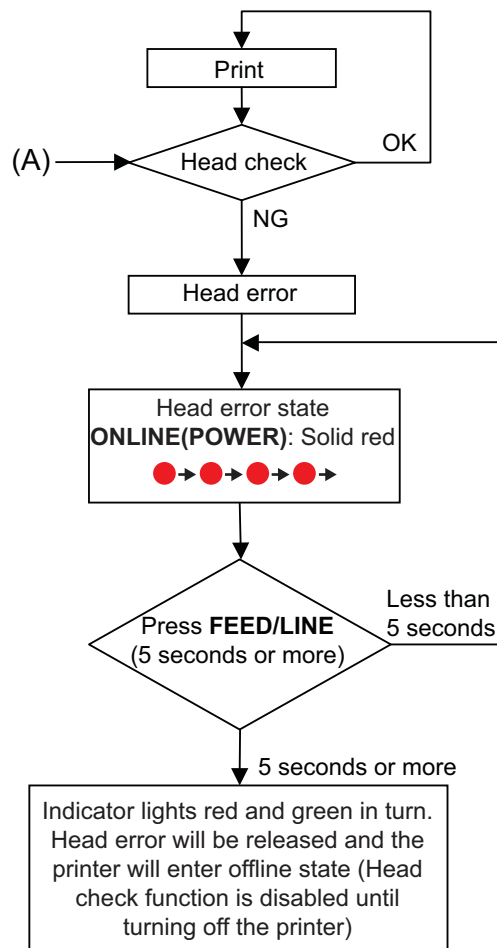 Print
(A)
Head check
OK
NG
Head error
Head error state
ONLINE(POWER): Solid red
Press FEED/LINE
(5 seconds or more)
Less than
5 seconds
5 seconds or more
Indicator lights red and green in turn.
Head error will be released and the
printer will enter offline state (Head
check function is disabled until
turning off the printer)